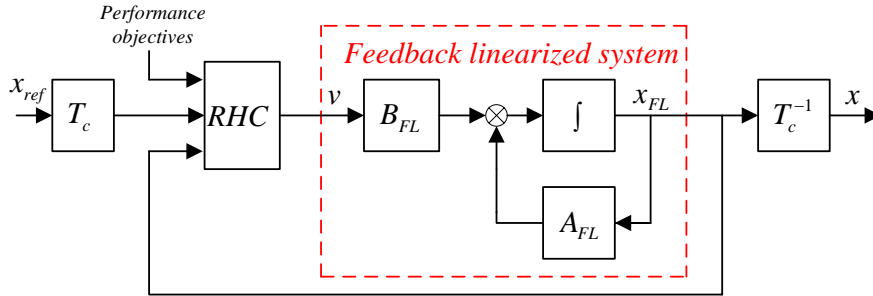 Performance
objectives
Feedback linearized system
x_ref
T_c
RHC
v
B_FL
∫
x_FL
T_c^{-1}
x
A_FL